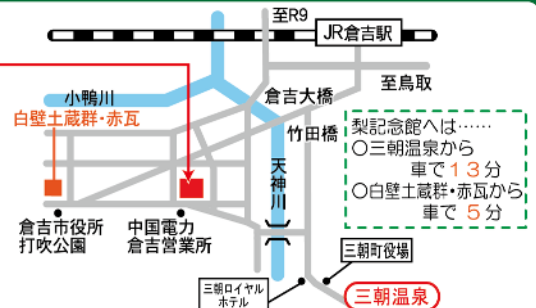 至R9
JR倉吉駅
至鳥取
小鴨川
倉吉大橋
白壁土蔵群・赤瓦
竹田橋
天神川
梨記念館へは……
○三朝温泉から
車で13分
○白壁土蔵群・赤瓦から
車で 5分
倉吉市役所
打吹公園
中国電力
倉吉営業所
三朝町役場
三朝ロイヤル
ホテル
三朝温泉